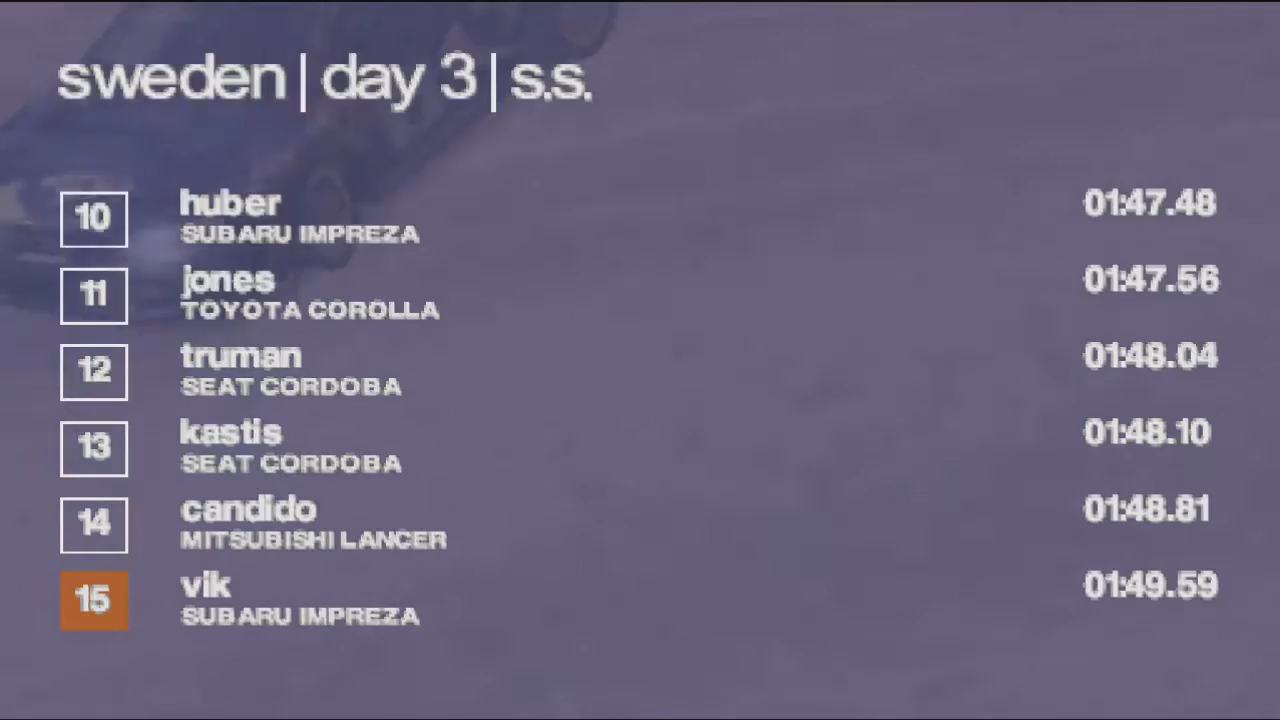 sweden | day 3 | s.s.
10 huber 01:47.48
SUBARU IMPREZA
11 jones 01:47.56
TOYOTA COROLLA
12 truman 01:48.04
SEAT CORDOBA
13 kastis 01:48.10
SEAT CORDOBA
14 candido 01:48.81
MITSUBISHI LANCER
15 vik 01:49.59
SUBARU IMPREZA